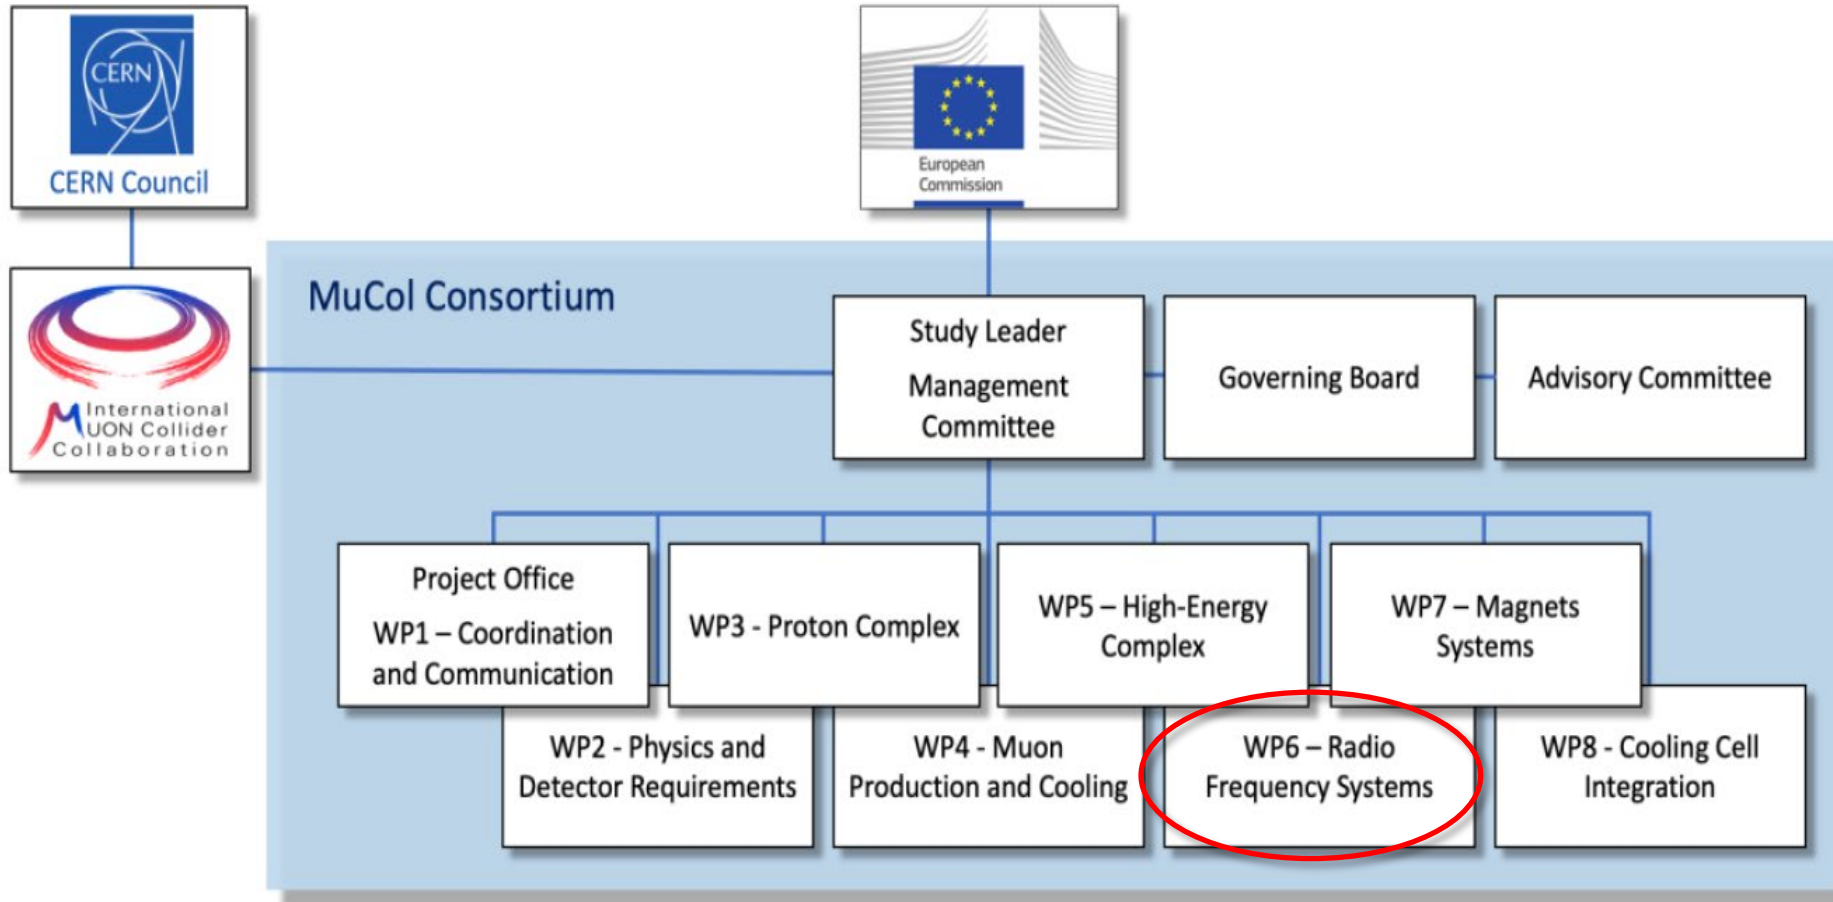 CERN
CERN Council
European
Commission
MuCol Consortium
International
MUON Collider
Collaboration
Study Leader
Management
Committee
Governing Board
Advisory Committee
Project Office
WP1 – Coordination
and Communication
WP3 - Proton Complex
WP5 – High-Energy
Complex
WP7 – Magnets
Systems
WP2 - Physics and
Detector Requirements
WP4 - Muon
Production and Cooling
WP6 – Radio
Frequency Systems
WP8 - Cooling Cell
Integration